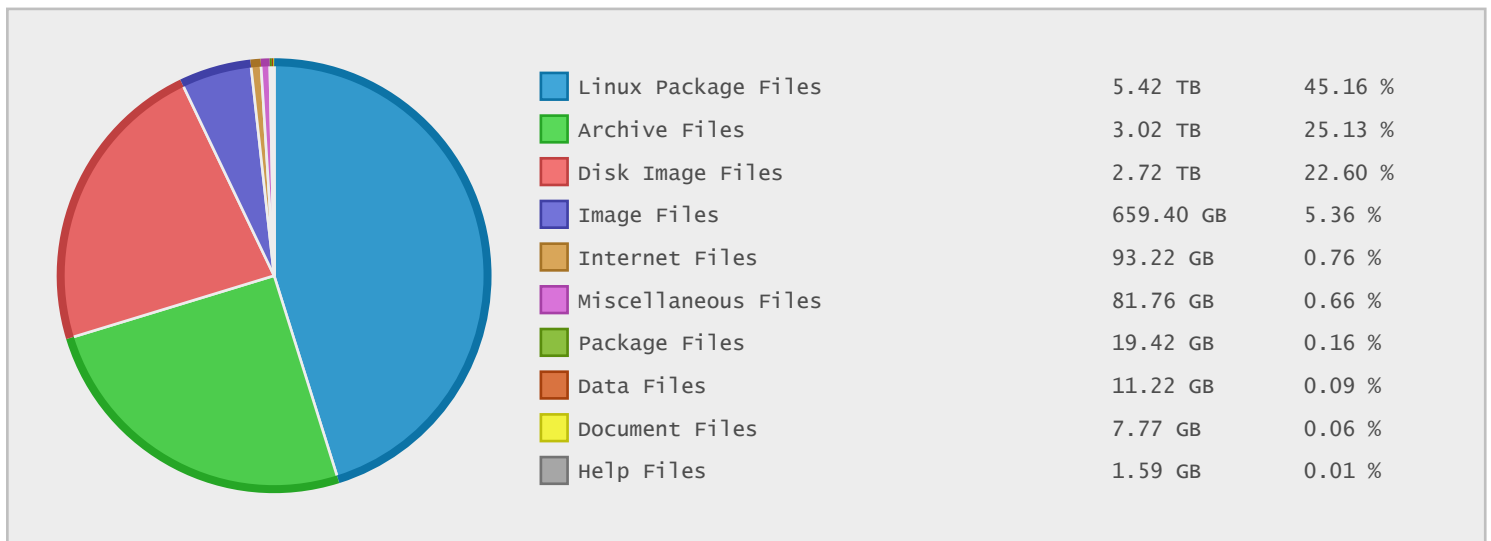 Linux Package Files 5.42 TB 45.16 %
Archive Files 3.02 TB 25.13 %
Disk Image Files 2.72 TB 22.60 %
Image Files 659.40 GB 5.36 %
Internet Files 93.22 GB 0.76 %
Miscellaneous Files 81.76 GB 0.66 %
Package Files 19.42 GB 0.16 %
Data Files 11.22 GB 0.09 %
Document Files 7.77 GB 0.06 %
Help Files 1.59 GB 0.01 %